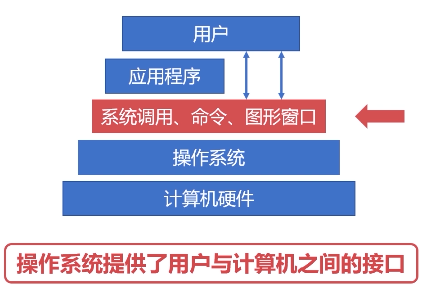 用户
应用程序
系统调用、命令、图形窗口
操作系统
计算机硬件
操作系统提供了用户与计算机之间的接口